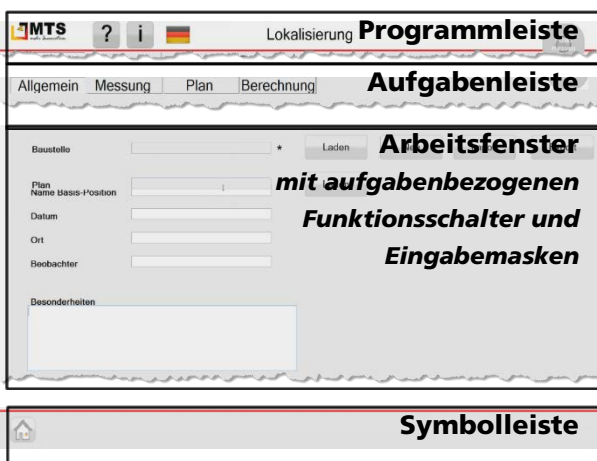 MTS
? i Lokalisierung Programmleiste
Allgemein Messung Plan Berechnung Aufgabenleiste
Baustelle * Laden Arbeitsfenster
Plan
Name Basis-Position mit aufgabenbezogenen
Datum Funktionsschalter und
Ort
Beobachter Eingabemasken
Besonderheiten
Symbolleiste